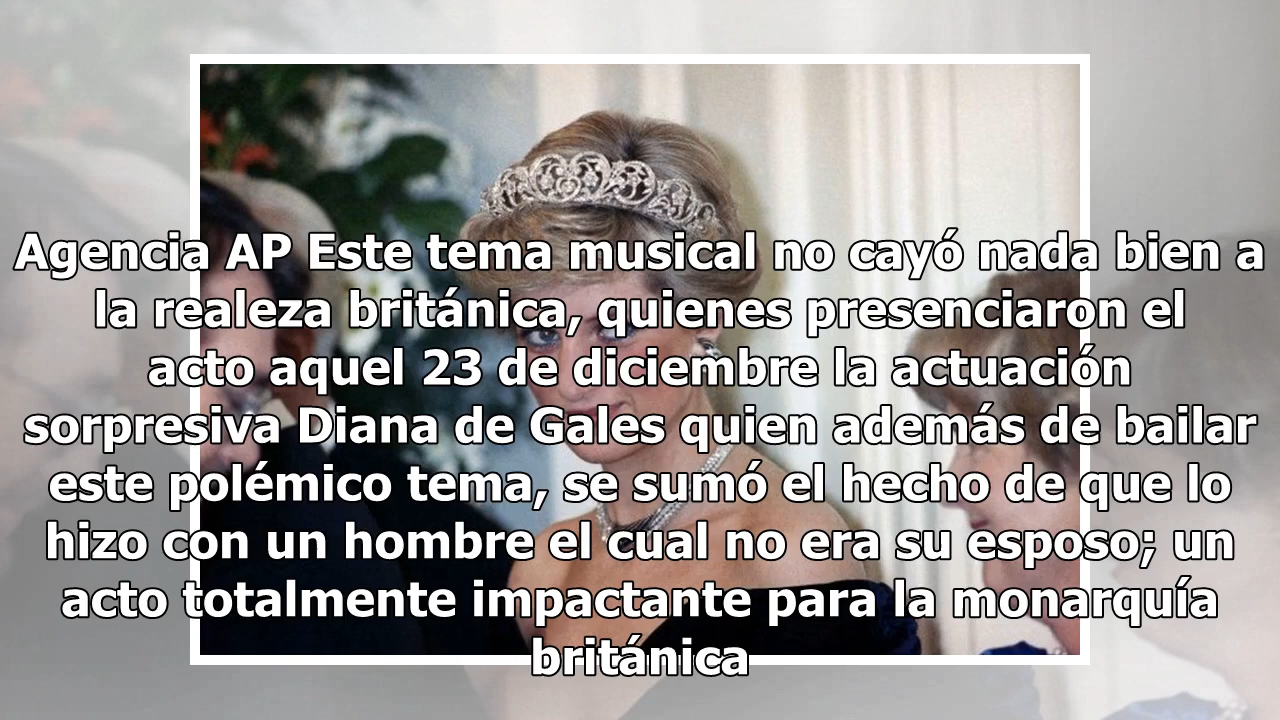 Agencia AP Este tema musical no cayó nada bien a
la realeza británica, quienes presenciaron el
acto aquel 23 de diciembre la actuación
sorpresiva Diana de Gales quien además de bailar
este polémico tema, se sumó el hecho de que lo
hizo con un hombre el cual no era su esposo; un
acto totalmente impactante para la monarquía
británica